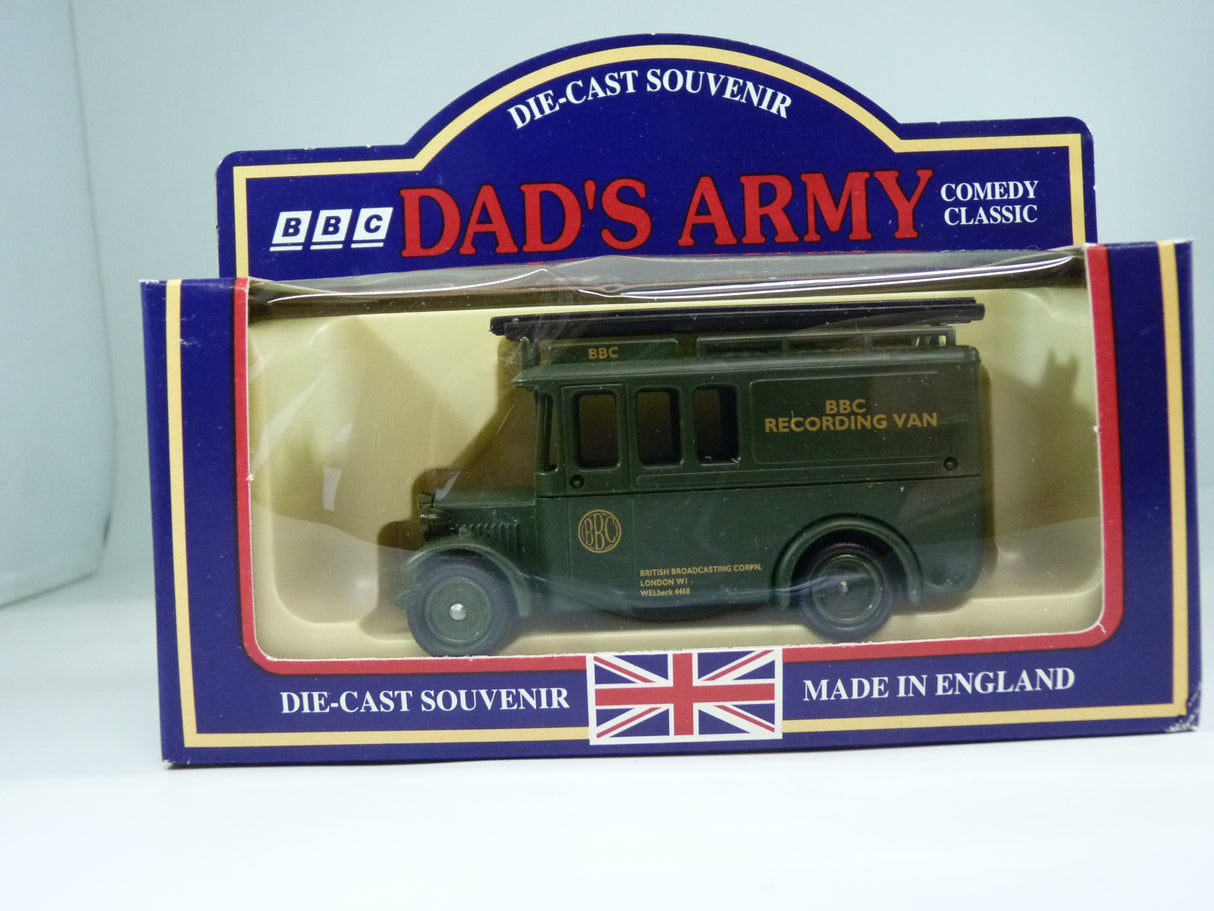 DIE-CAST SOUVENIR
BBC
DAD'S ARMY
COMEDY
CLASSIC
BBC
BBC
RECORDING VAN
BBC
BRITISH BROADCASTING CORPN.
LONDON W1
WELbeck 4468
DIE-CAST SOUVENIR
MADE IN ENGLAND